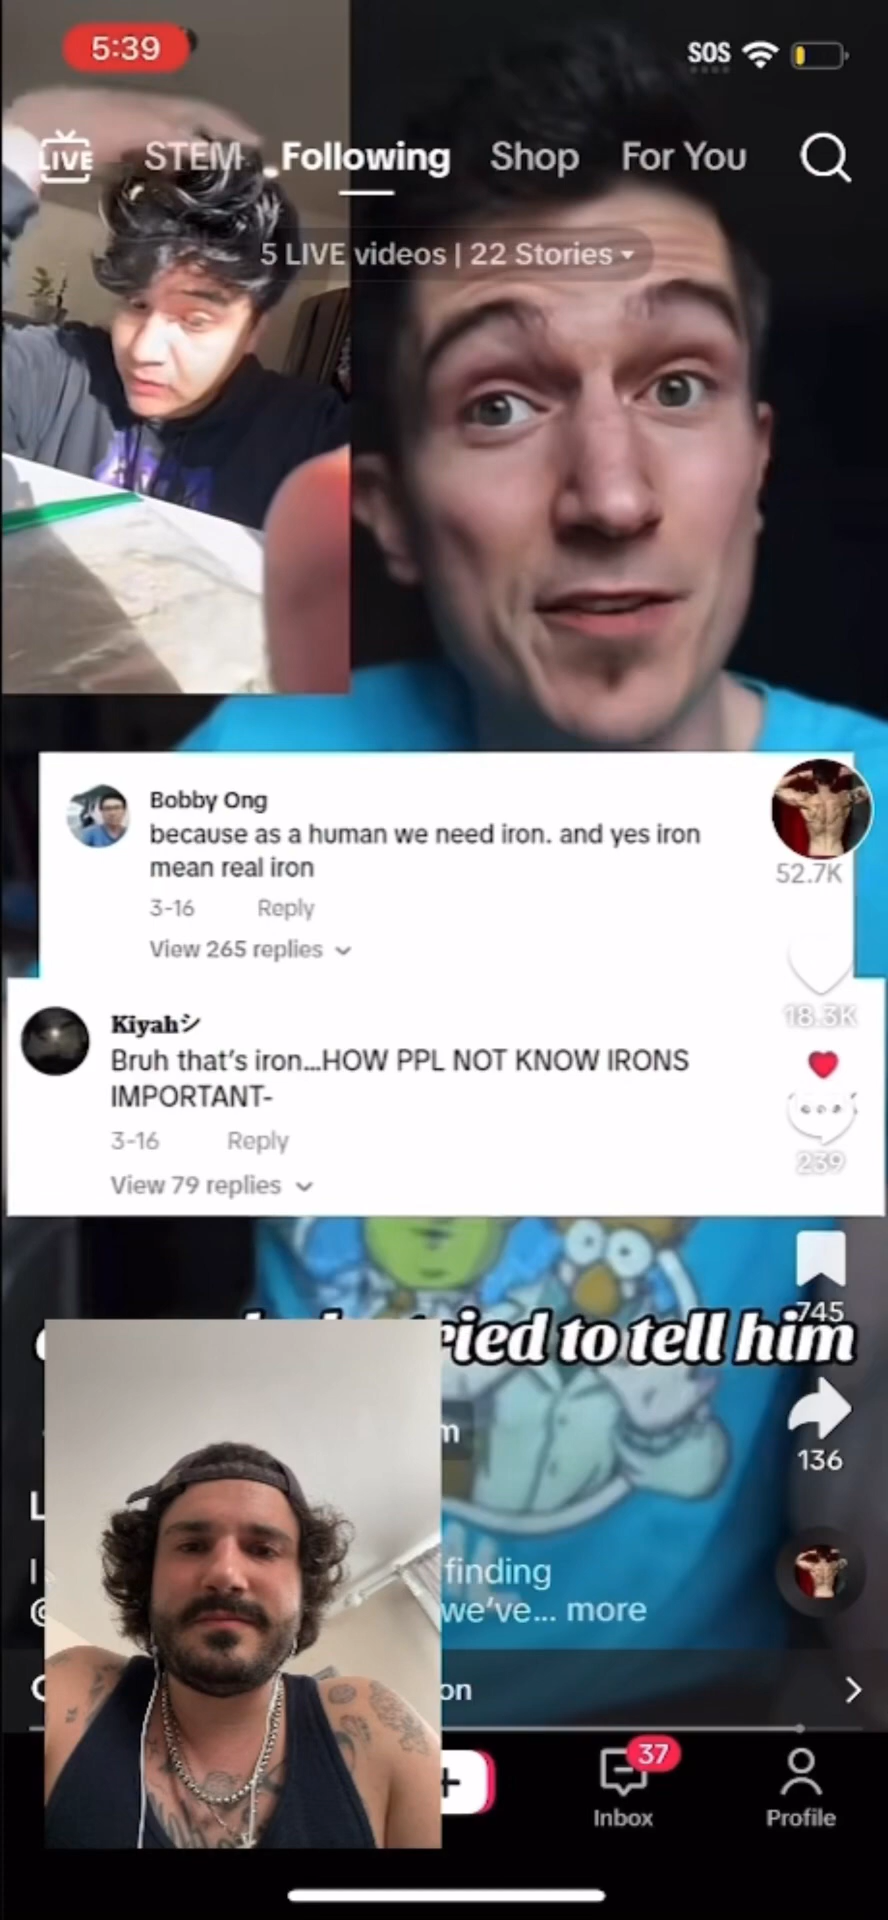 5:39
SOS
LIVE STEM Following Shop For You
5 LIVE videos | 22 Stories
Bobby Ong
because as a human we need iron. and yes iron
mean real iron
3-16 Reply
View 265 replies
52.7K
Kiyahシ
Bruh that's iron...HOW PPL NOT KNOW IRONS
IMPORTANT-
3-16 Reply
View 79 replies
18.3K
239
745
tried to tell him
136
finding
we've... more
37
Inbox
Profile